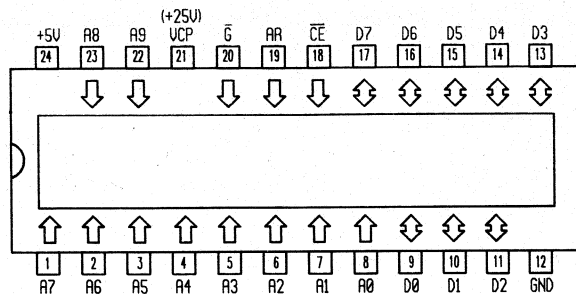 (+25V)
+5V A8 A9 VCP G̅ AR C̅E̅ D7 D6 D5 D4 D3
24 23 22 21 20 19 18 17 16 15 14 13
1 2 3 4 5 6 7 8 9 10 11 12
A7 A6 A5 A4 A3 A2 A1 A0 D0 D1 D2 GND